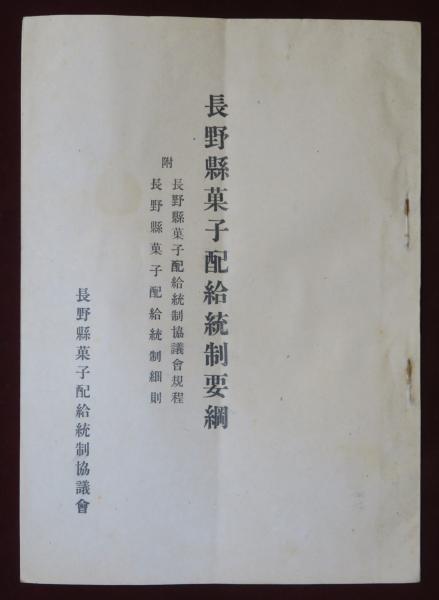 長野縣菓子配給統制要綱
附
長野縣菓子配給統制協議會規程
長野縣菓子配給統制細則
長野縣菓子配給統制協議會